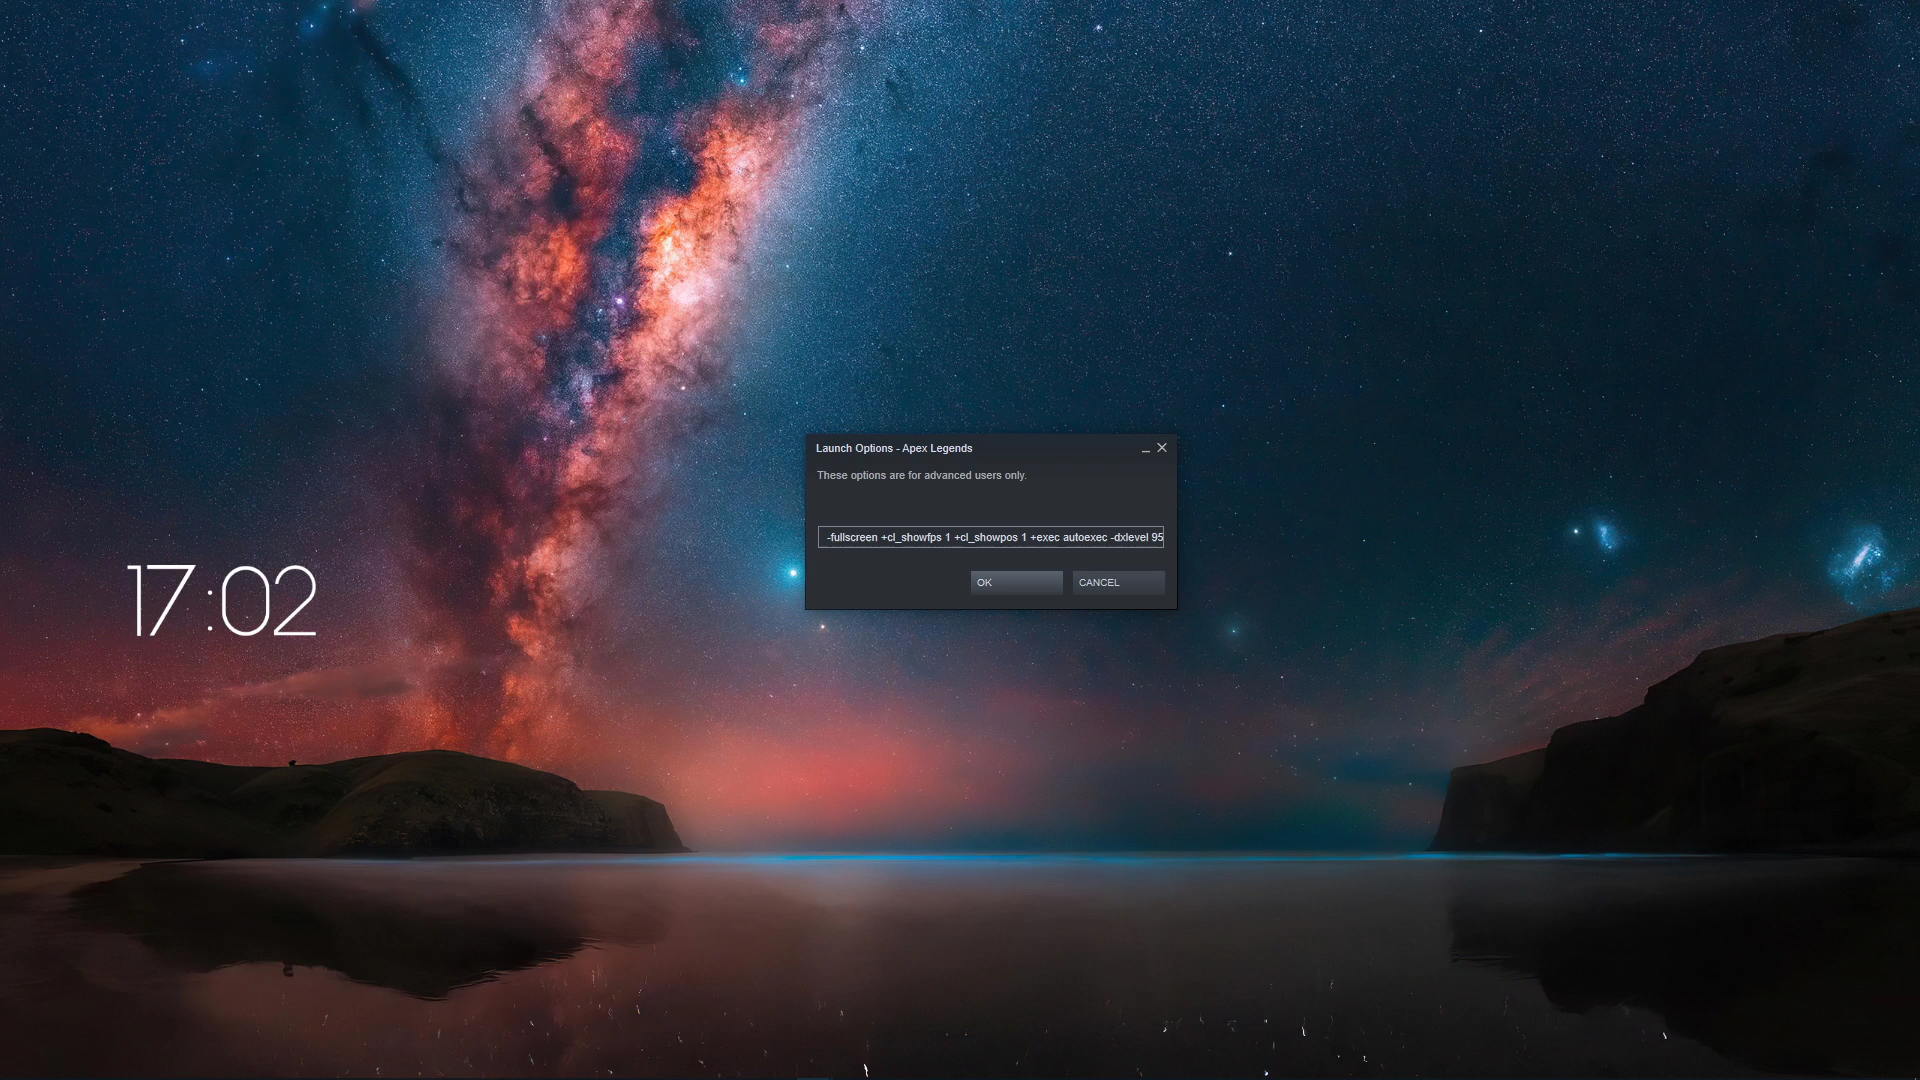 Launch Options - Apex Legends
These options are for advanced users only.
-fullscreen +cl_showfps 1 +cl_showpos 1 +exec autoexec -dxlevel 95
OK CANCEL
17:02